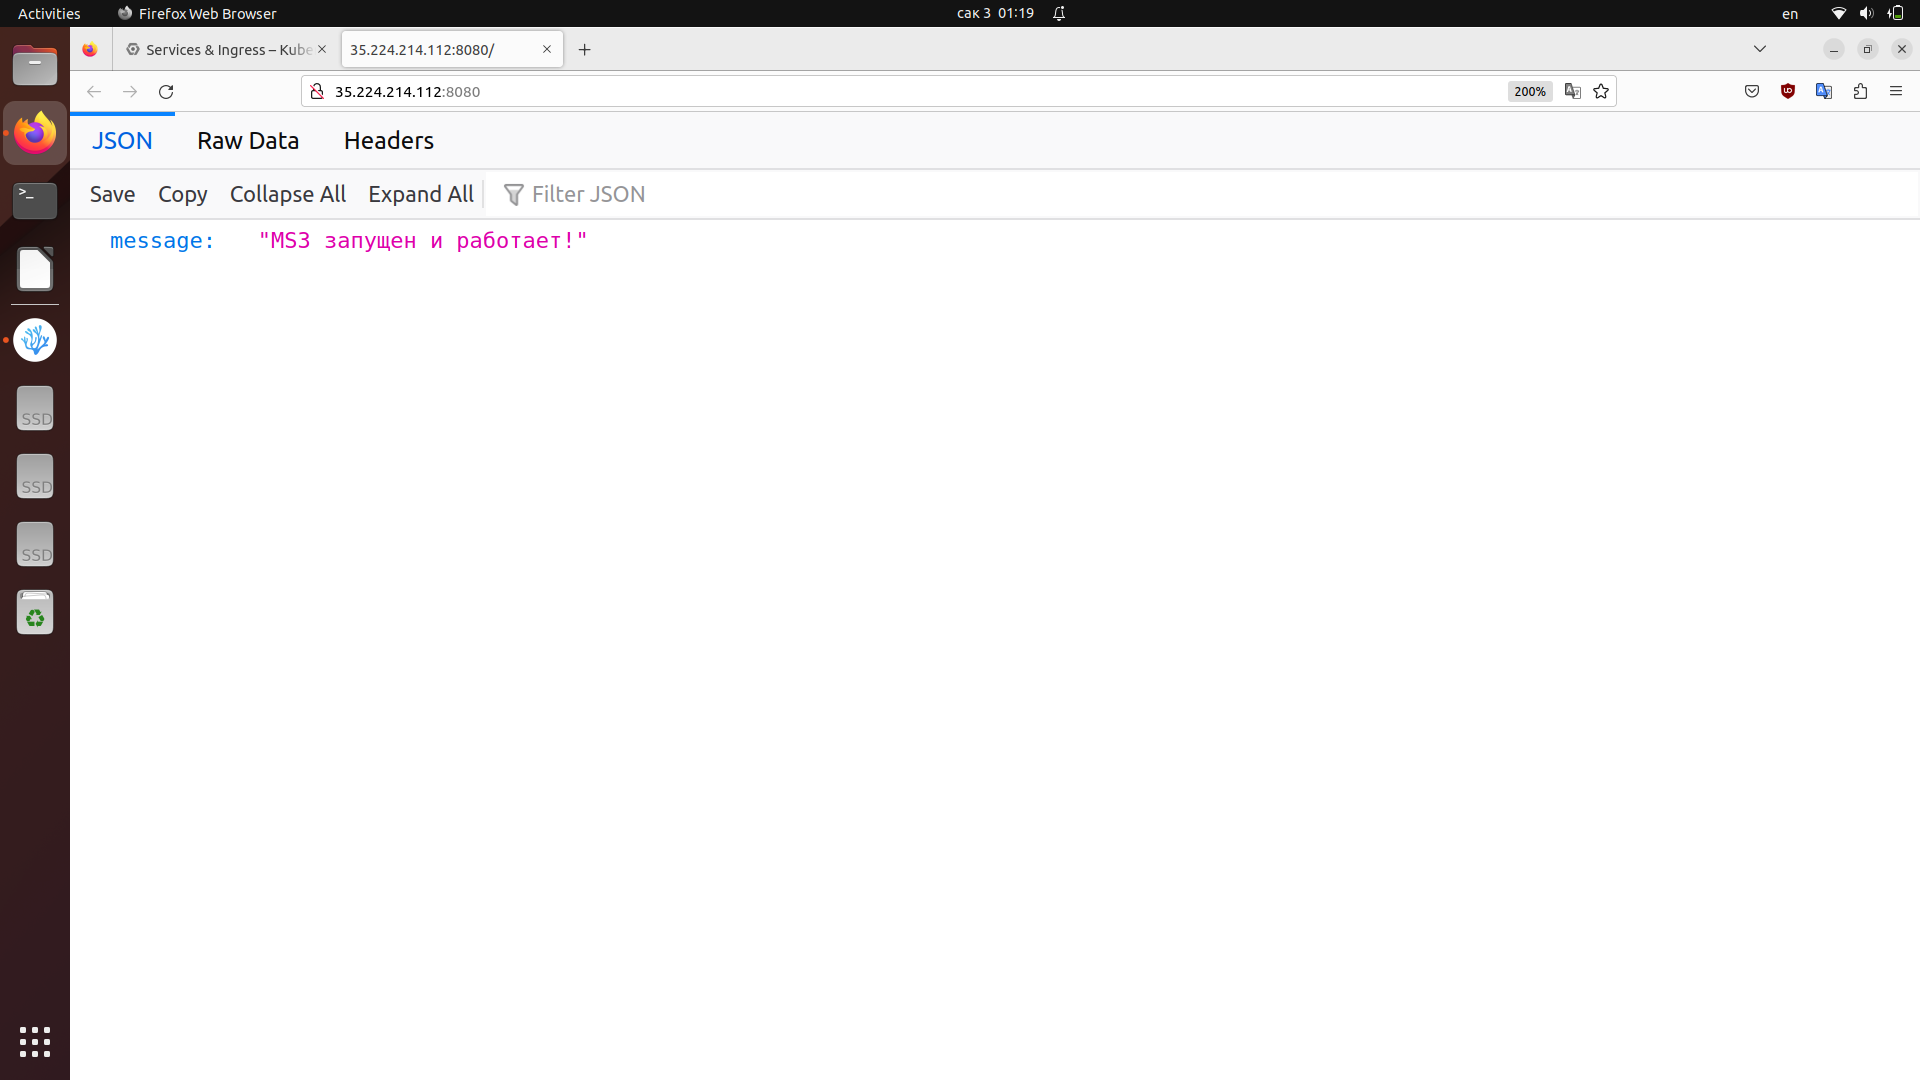 Activities Firefox Web Browser сак 3 01:19 en
Services & Ingress – Kube 35.224.214.112:8080/
35.224.214.112:8080 200%
JSON Raw Data Headers
Save Copy Collapse All Expand All Filter JSON
message: "MS3 запущен и работает!"
SSD
SSD
SSD